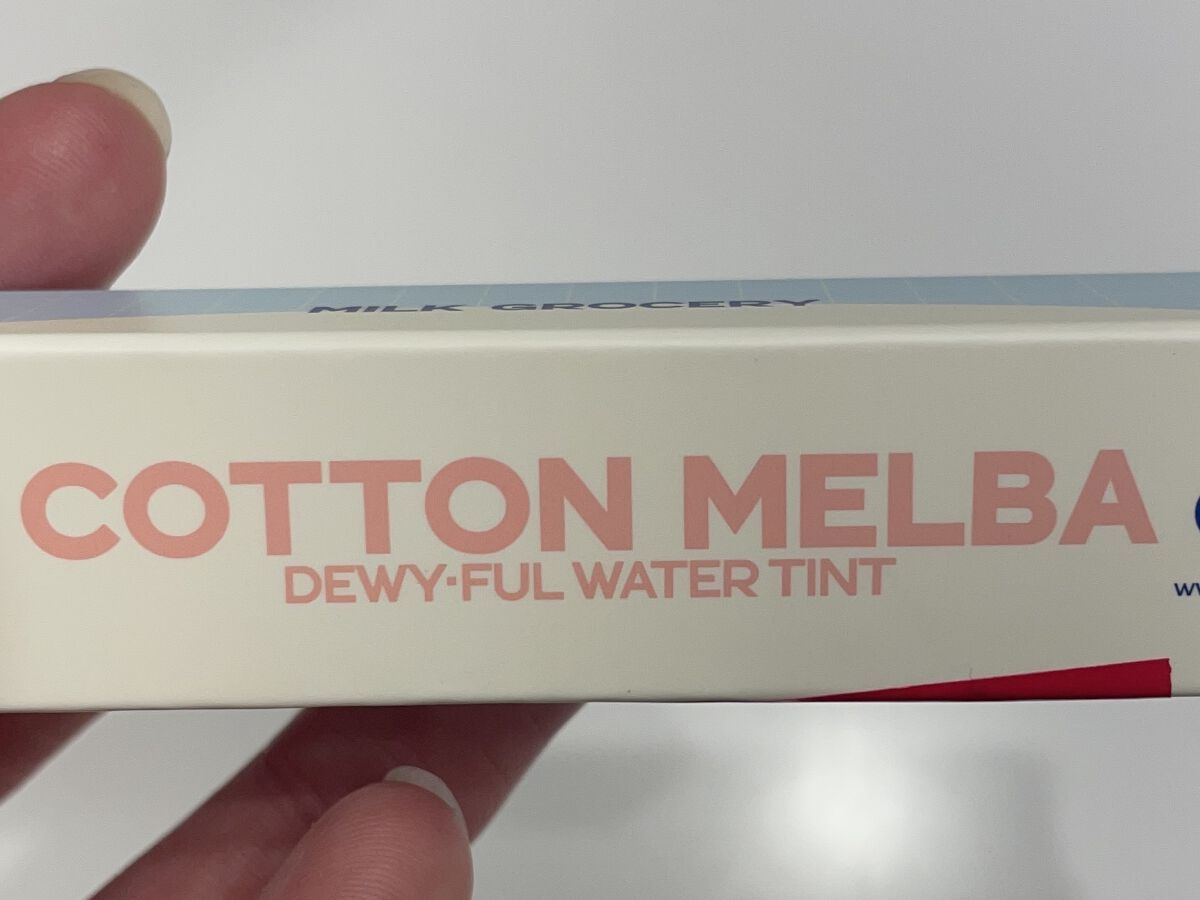 MILK GROCERY
COTTON MELBA
DEWY•FUL WATER TINT